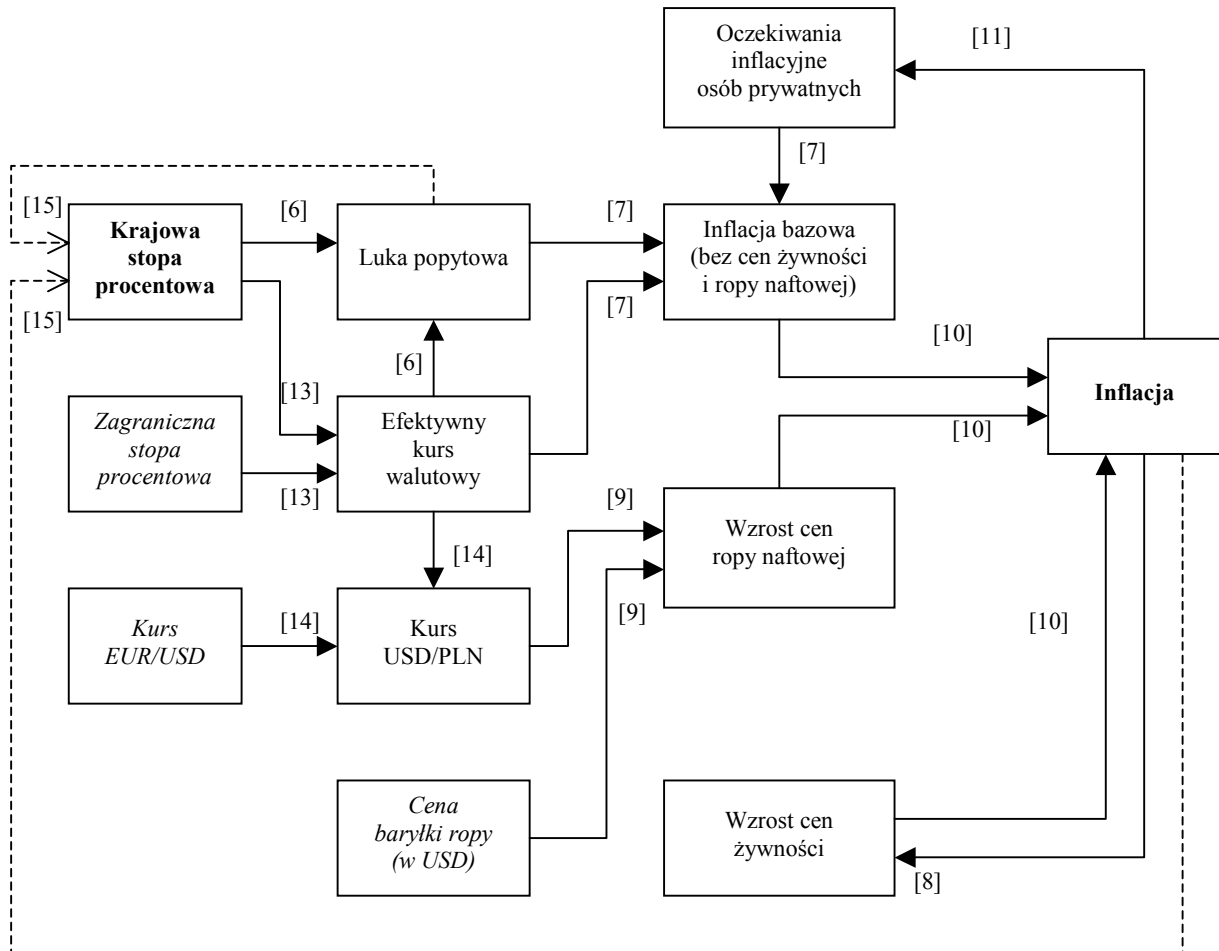 Oczekiwania
inflacyjne
osób prywatnych
[11]
[7]
[15]
Krajowa
stopa
procentowa
[15]
[6]
Luka popytowa
[7]
[7]
Inflacja bazowa
(bez cen żywności
i ropy naftowej)
[10]
[6]
[13]
Zagraniczna
stopa
procentowa
[13]
Efektywny
kurs
walutowy
Inflacja
[10]
[14]
[9]
Wzrost cen
ropy naftowej
[9]
Kurs
EUR/USD
[14]
Kurs
USD/PLN
[10]
Cena
baryłki ropy
(w USD)
Wzrost cen
żywności
[8]